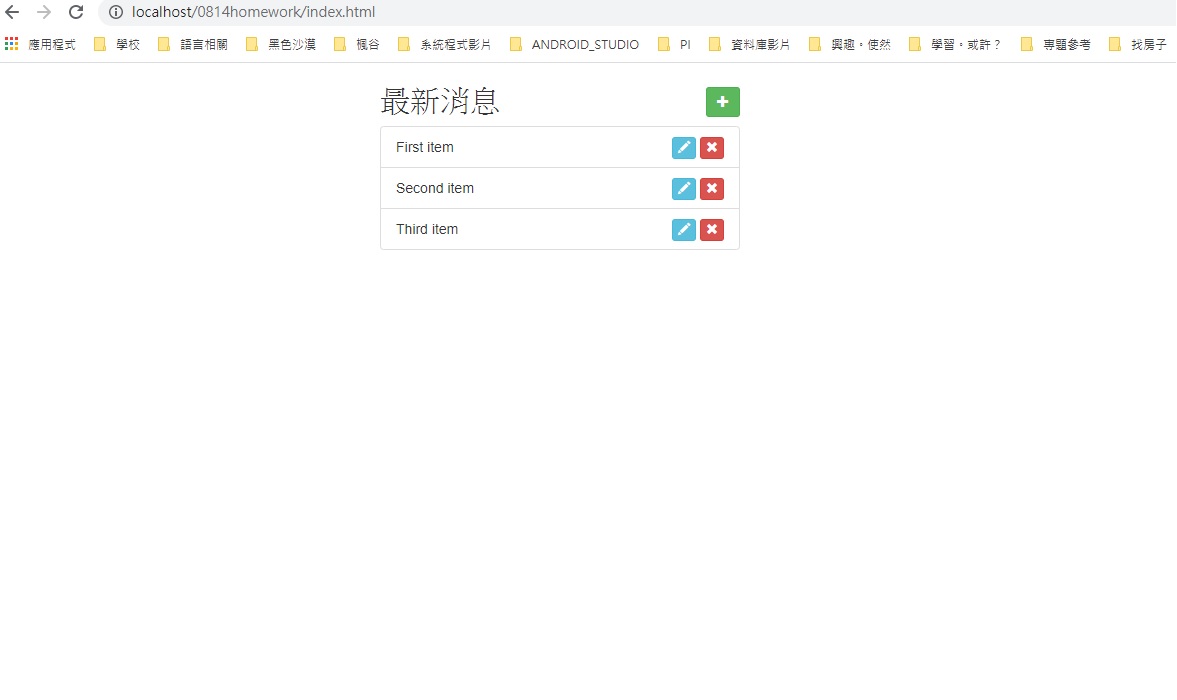 localhost/0814homework/index.html
應用程式 學校 語言相關 黑色沙漠 楓谷 系統程式影片 ANDROID_STUDIO PI 資料庫影片 興趣。使然 學習。或許？ 專題參考 找房子
最新消息
First item
Second item
Third item